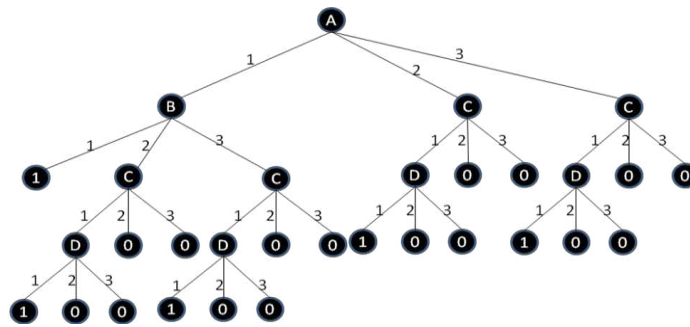 A
1 2 3
B C C
1 2 3 1 2 3 1 2 3
1 C C D 0 0 D 0 0
1 2 3 1 2 3 1 2 3 1 2 3
D 0 0 D 0 0 1 0 0 1 0 0
1 2 3 1 2 3
1 0 0 1 0 0